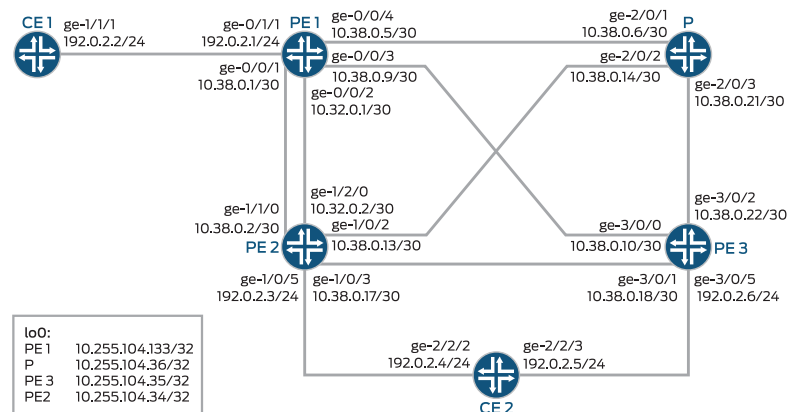 CE 1
ge-1/1/1
192.0.2.2/24
ge-0/1/1
192.0.2.1/24
PE 1
ge-0/0/4
10.38.0.5/30
ge-2/0/1
10.38.0.6/30
P
ge-0/0/1
10.38.0.1/30
ge-0/0/3
10.38.0.9/30
ge-2/0/2
10.38.0.14/30
ge-0/0/2
10.32.0.1/30
ge-2/0/3
10.38.0.21/30
ge-1/1/0
10.38.0.2/30
ge-1/2/0
10.32.0.2/30
ge-1/0/2
10.38.0.13/30
ge-3/0/0
10.38.0.10/30
ge-3/0/2
10.38.0.22/30
PE 2
PE 3
ge-1/0/5
192.0.2.3/24
ge-1/0/3
10.38.0.17/30
ge-3/0/1
10.38.0.18/30
ge-3/0/5
192.0.2.6/24
lo0:
PE 1 10.255.104.133/32
P 10.255.104.36/32
PE 3 10.255.104.35/32
PE2 10.255.104.34/32
ge-2/2/2
192.0.2.4/24
ge-2/2/3
192.0.2.5/24
CE 2